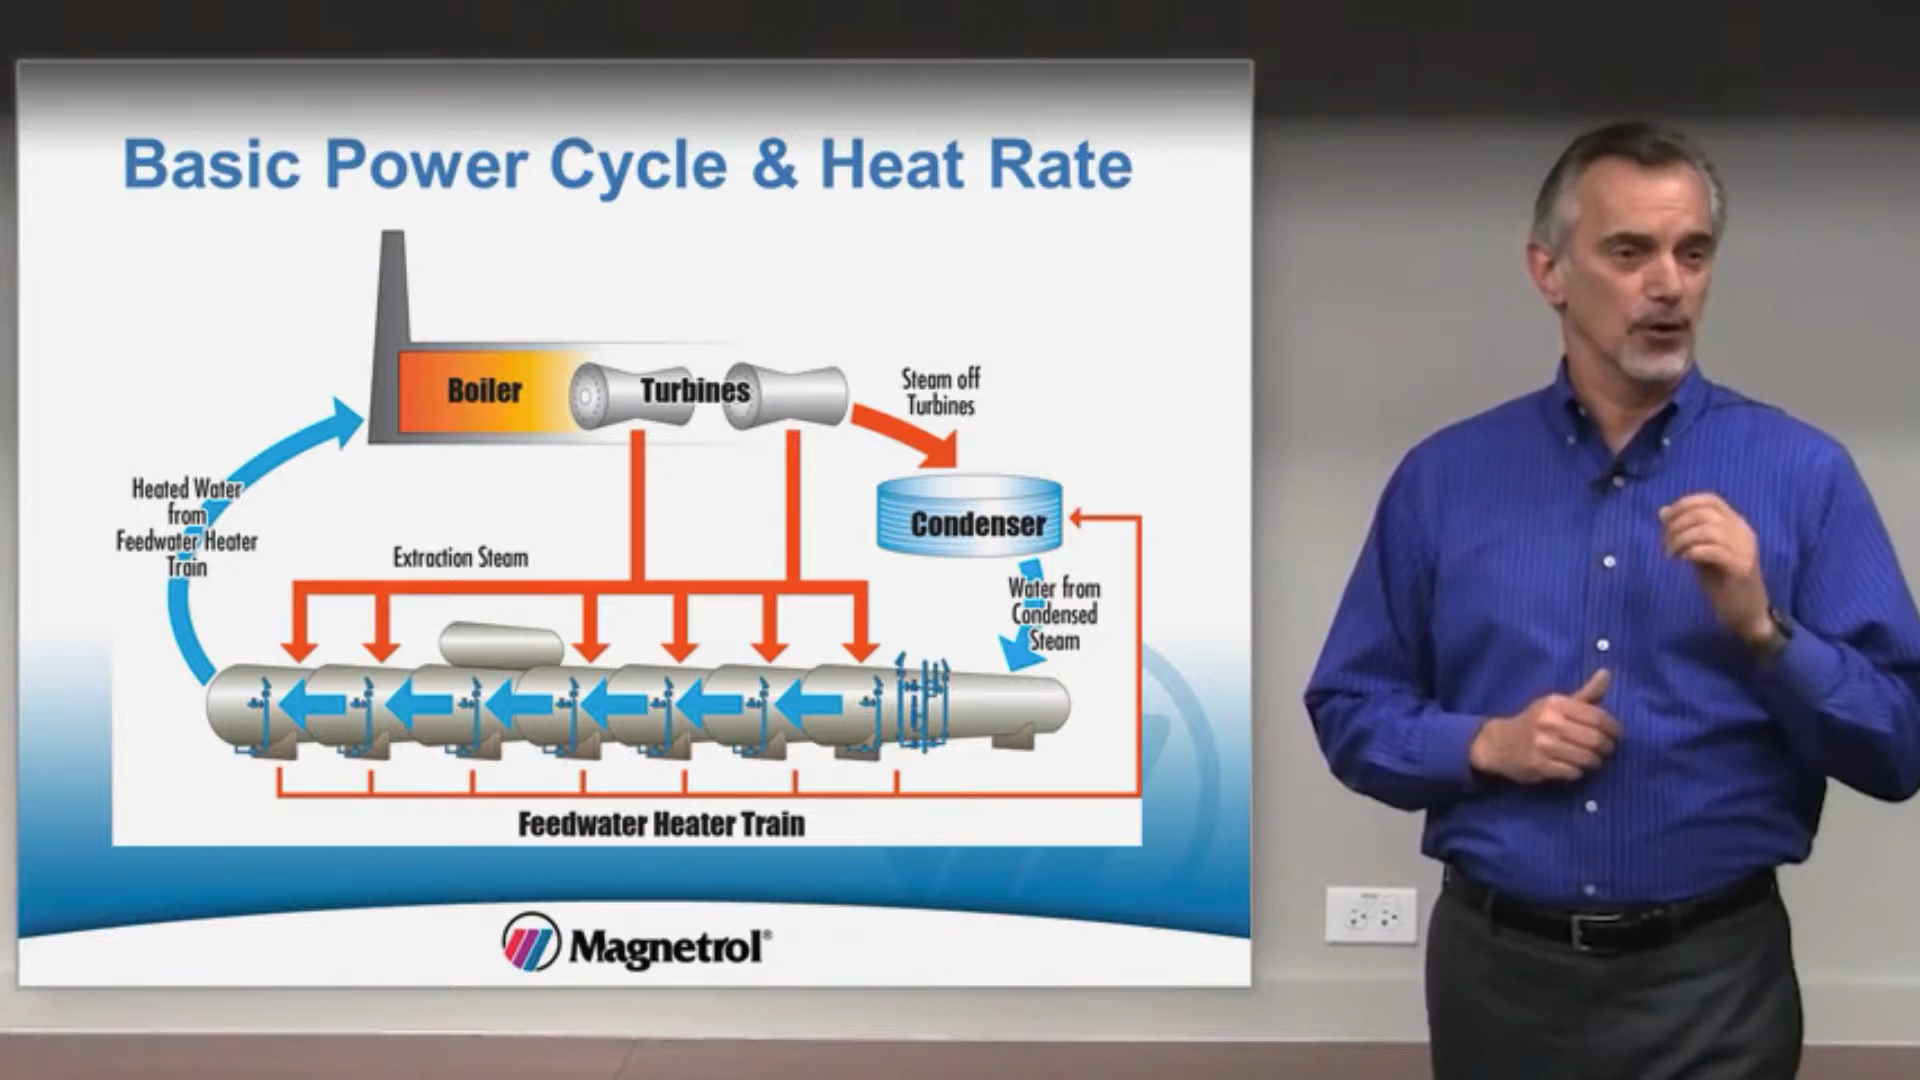 Basic Power Cycle & Heat Rate
Boiler
Turbines
Steam off
Turbines
Condenser
Heated Water
from
Feedwater Heater
Train
Extraction Steam
Water from
Condensed
Steam
Feedwater Heater Train
Magnetrol®